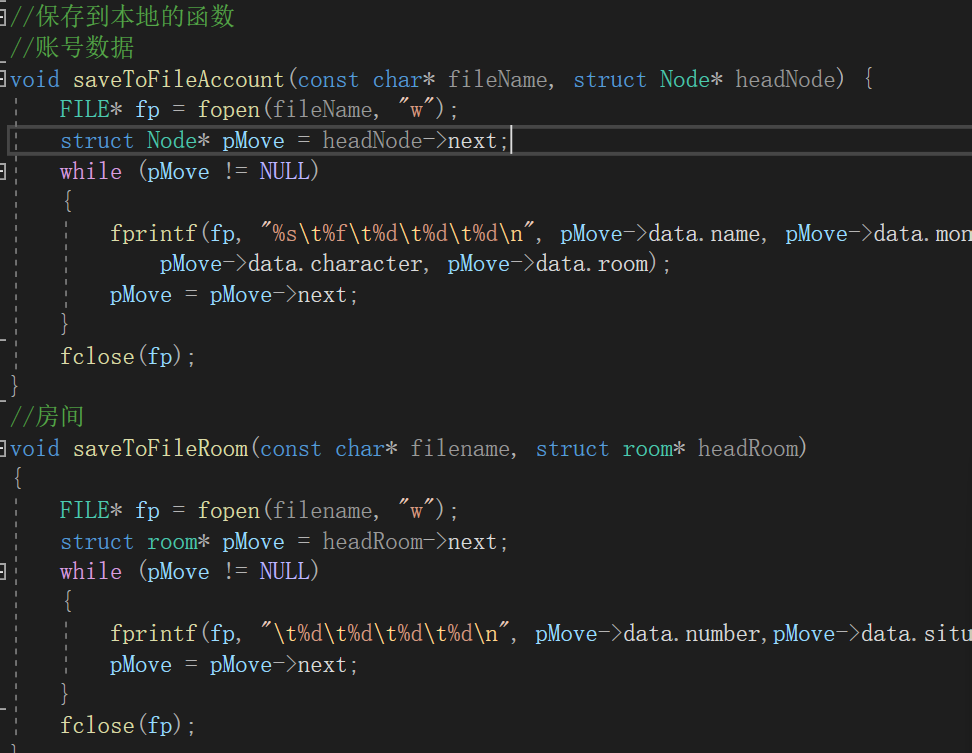 //保存到本地的函数
//账号数据
void saveToFileAccount(const char* fileName, struct Node* headNode) {
FILE* fp = fopen(fileName, "w");
struct Node* pMove = headNode->next;
while (pMove != NULL)
{
fprintf(fp, "%s\t%f\t%d\t%d\t%d\n", pMove->data.name, pMove->data.mon
pMove->data.character, pMove->data.room);
pMove = pMove->next;
}
fclose(fp);
}
//房间
void saveToFileRoom(const char* filename, struct room* headRoom)
{
FILE* fp = fopen(filename, "w");
struct room* pMove = headRoom->next;
while (pMove != NULL)
{
fprintf(fp, "\t%d\t%d\t%d\t%d\n", pMove->data.number,pMove->data.situ
pMove = pMove->next;
}
fclose(fp);
}